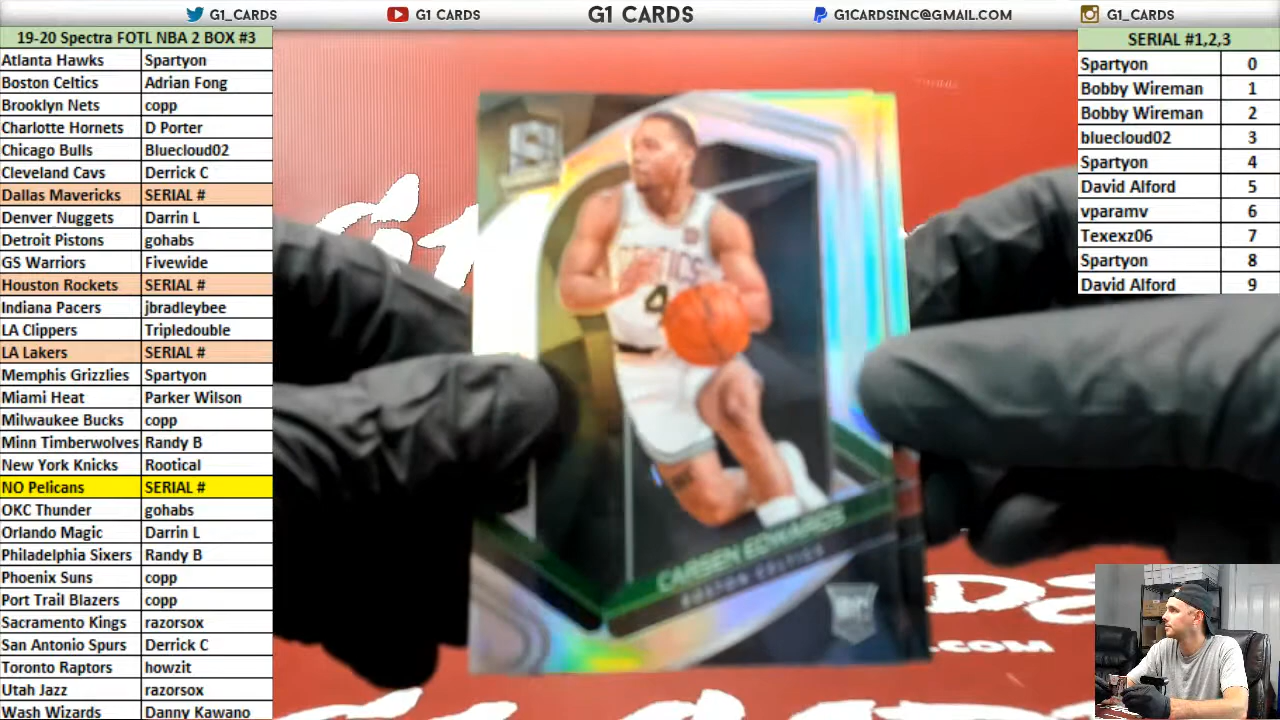 G1_CARDS
G1 CARDS
G1 CARDS
G1CARDSINC@GMAIL.COM
G1_CARDS
19-20 Spectra FOTL NBA 2 BOX #3
Atlanta Hawks Spartyon
Boston Celtics Adrian Fong
Brooklyn Nets copp
Charlotte Hornets D Porter
Chicago Bulls Bluecloud02
Cleveland Cavs Derrick C
Dallas Mavericks SERIAL #
Denver Nuggets Darrin L
Detroit Pistons gohabs
GS Warriors Fivewide
Houston Rockets SERIAL #
Indiana Pacers jbradleybee
LA Clippers Tripledouble
LA Lakers SERIAL #
Memphis Grizzlies Spartyon
Miami Heat Parker Wilson
Milwaukee Bucks copp
Minn Timberwolves Randy B
New York Knicks Rootical
NO Pelicans SERIAL #
OKC Thunder gohabs
Orlando Magic Darrin L
Philadelphia Sixers Randy B
Phoenix Suns copp
Port Trail Blazers copp
Sacramento Kings razorsox
San Antonio Spurs Derrick C
Toronto Raptors howzit
Utah Jazz razorsox
Wash Wizards Danny Kawano
SERIAL #1,2,3
Spartyon 0
Bobby Wireman 1
Bobby Wireman 2
bluecloud02 3
Spartyon 4
David Alford 5
vparamv 6
Texexz06 7
Spartyon 8
David Alford 9
CELTICS
4
CARSEN EDWARDS
BOSTON CELTICS
RC
.COM